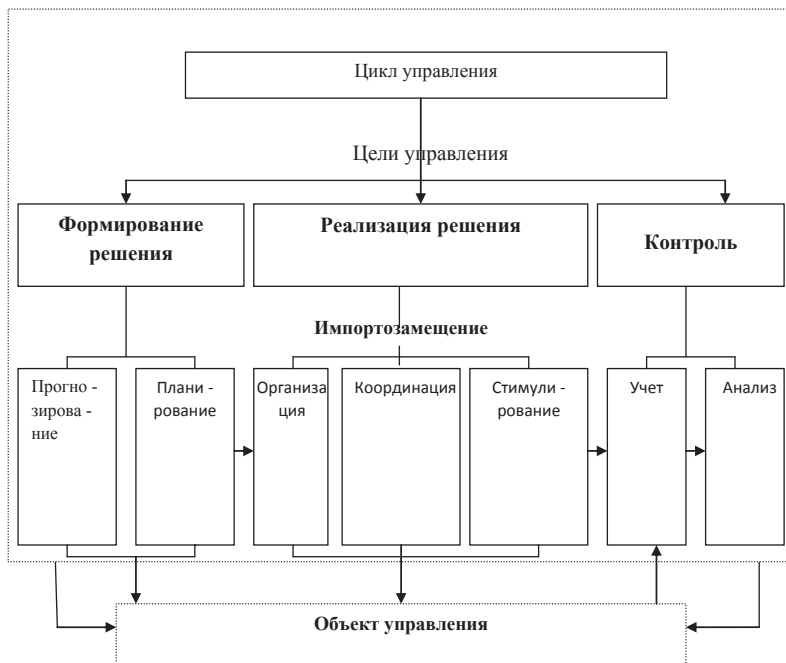 Цикл управления
Цели управления
Формирование
решения
Реализация решения
Контроль
Импортозамещение
Прогно -
зирова -
ние
Плани -
рование
Организа
ция
Координация
Стимули -
рование
Учет
Анализ
Объект управления